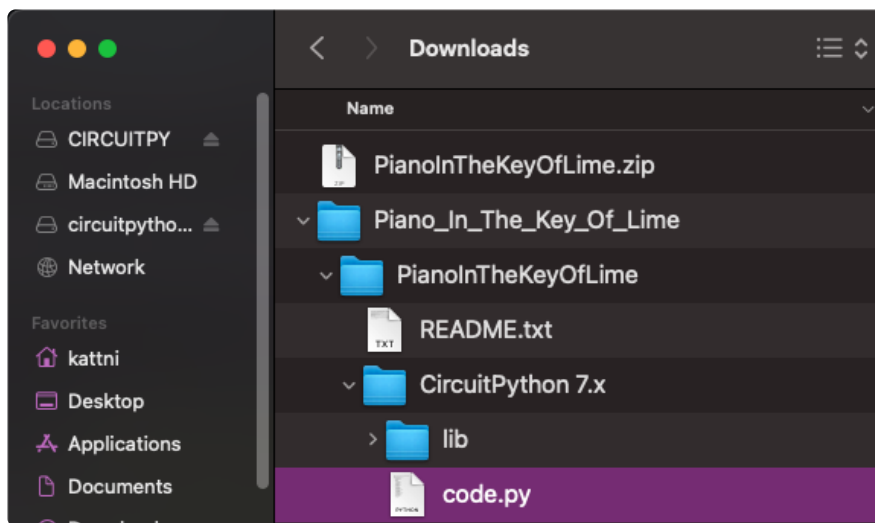 Downloads
Locations
CIRCUITPY
Macintosh HD
circuitpytho...
Network
Favorites
kattni
Desktop
Applications
Documents
Name
PianoInTheKeyOfLime.zip
ZIP
Piano_In_The_Key_Of_Lime
PianoInTheKeyOfLime
README.txt
TXT
CircuitPython 7.x
lib
code.py
PYTHON